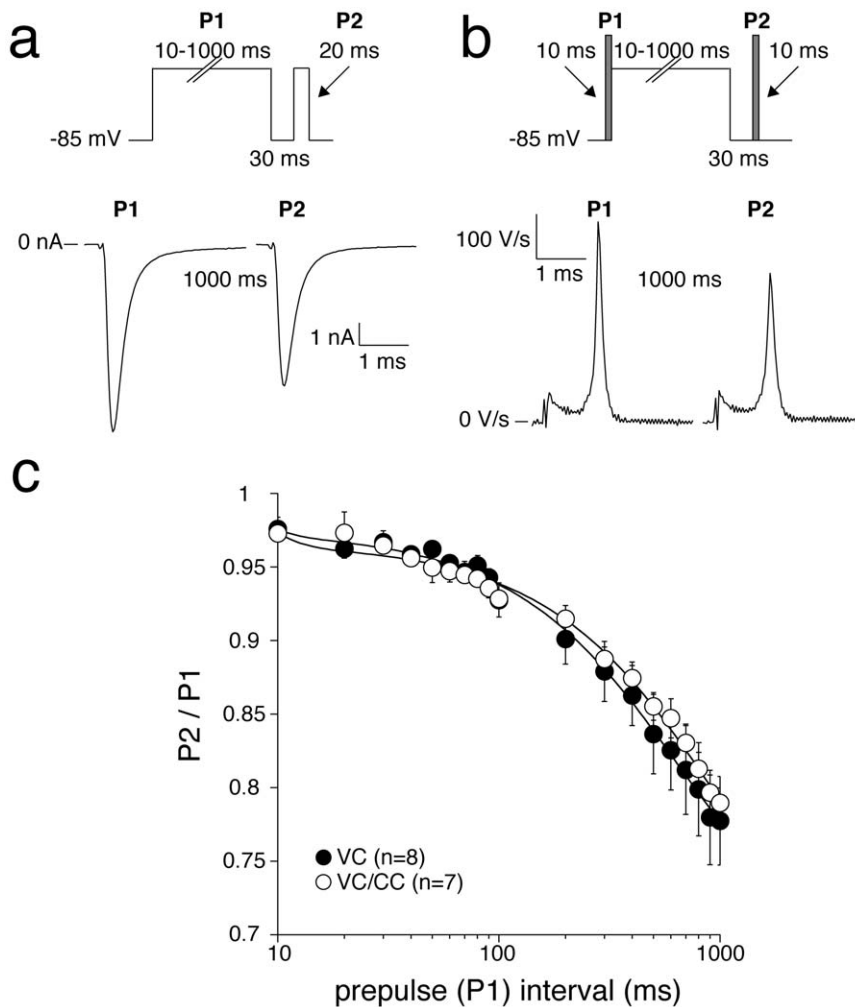 a
P1
P2
10-1000 ms
20 ms
-85 mV
30 ms
P1
P2
0 nA
1000 ms
1 nA
1 ms
b
P1
P2
10 ms
10-1000 ms
10 ms
-85 mV
30 ms
P1
P2
100 V/s
1 ms
1000 ms
0 V/s
c
1
0.95
0.9
0.85
0.8
0.75
0.7
P2 / P1
VC (n=8)
VC/CC (n=7)
10
100
1000
prepulse (P1) interval (ms)